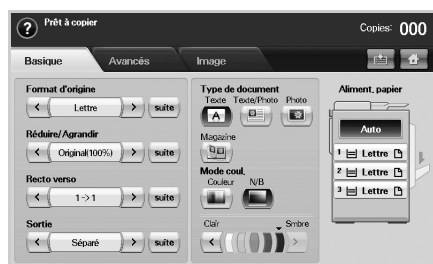 ? Prêt à copier
Copies: 000
Basique Avancés Image
Format d'origine
< Lettre > suite
Réduire/Agrandir
< Original(100%) > suite
Recto verso
< 1->1 > suite
Sortie
< Séparé > suite
Type de document
Texte Texte/Photo Photo
A
Magazine
Mode coul.
Couleur N/B
Clair Smbre
< >
Aliment. papier
Auto
1 Lettre
2 Lettre
3 Lettre